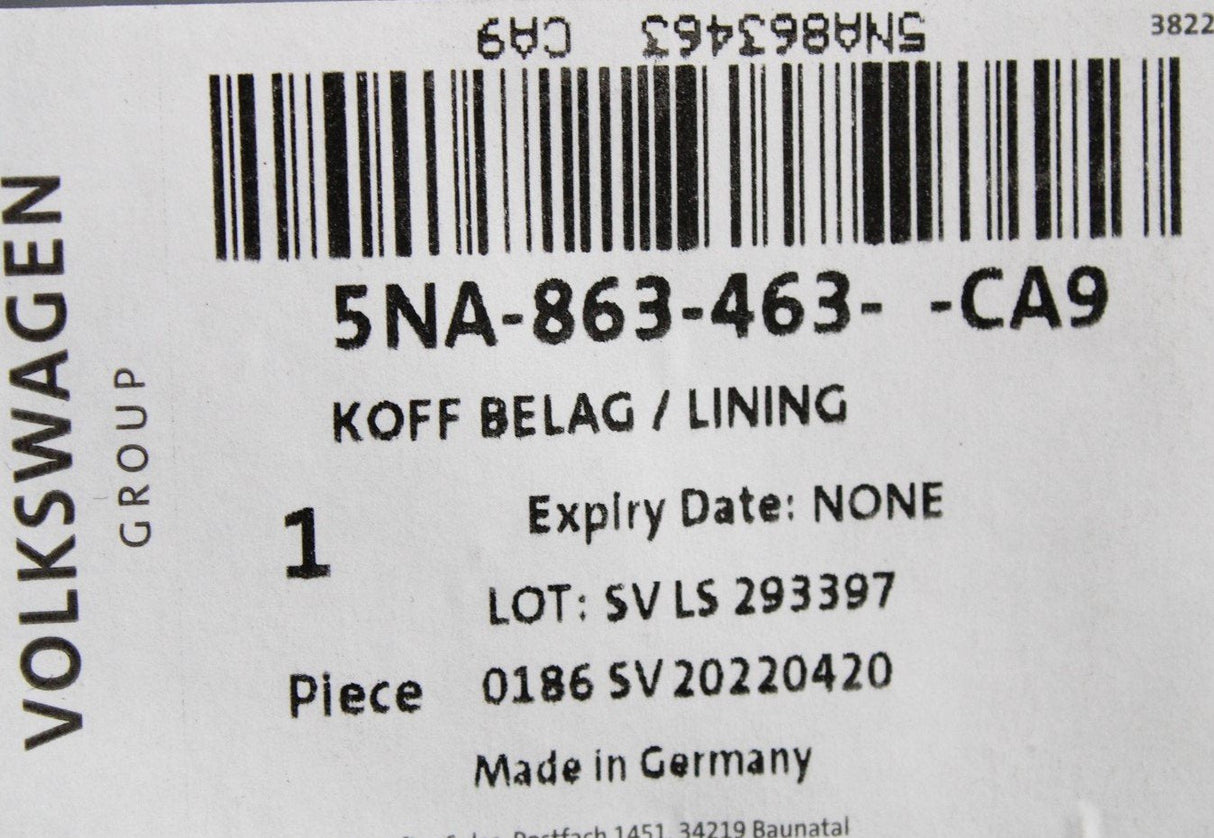 5NA863463 CA9
3822
5NA-863-463- -CA9
KOFF BELAG / LINING
Expiry Date: NONE
1
LOT: SV LS 293397
Piece 0186 SV 20220420
Made in Germany
Postfach 1451, 34219 Baunatal
VOLKSWAGEN
GROUP